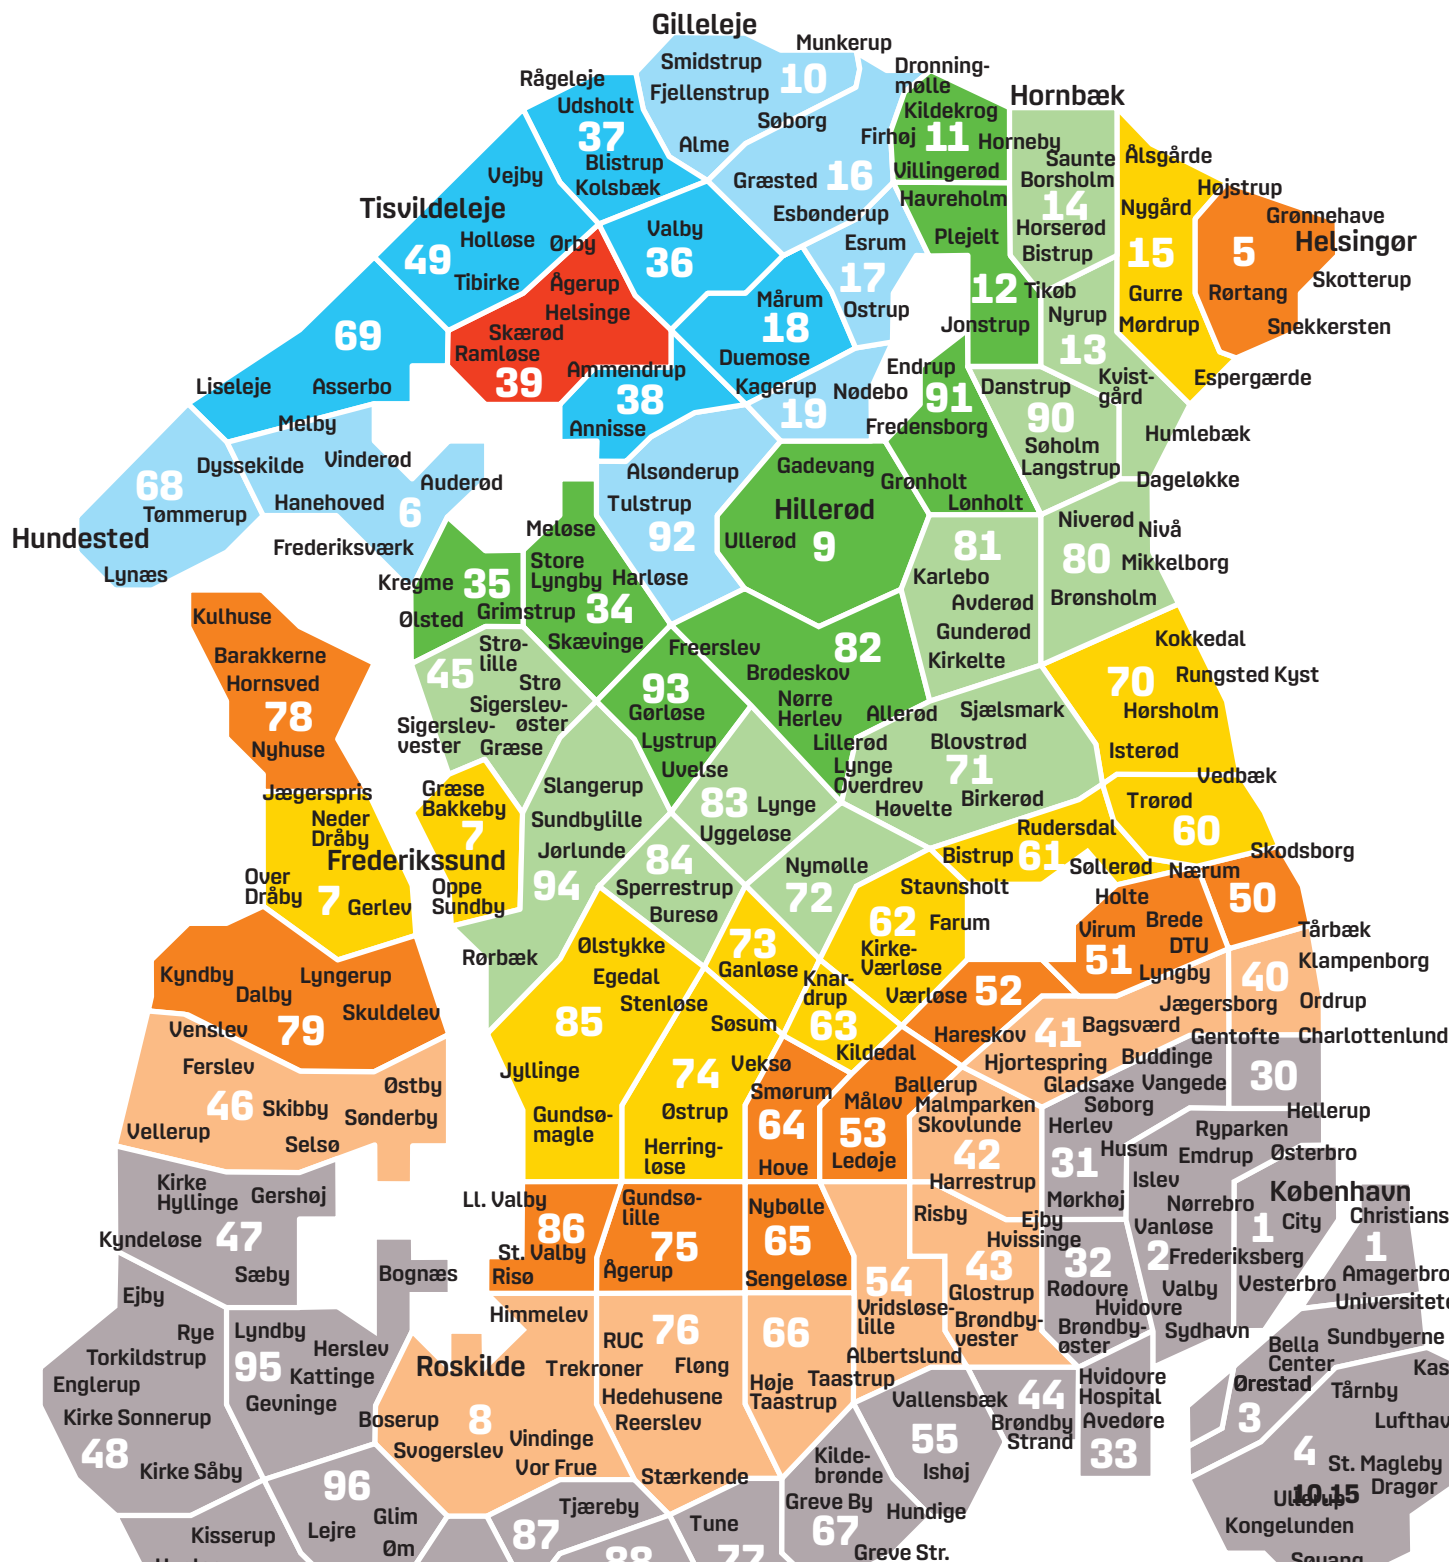 Gilleleje
Munkerup
Smidstrup
10
Fjellenstrup
Søborg
Alme
Rågeleje
Udsholt
37
Blistrup
Kolsbæk
Dronning-
mølle
Kildekrog
Firhøj
11
Horneby
Villingerød
Hornbæk
Saunte
Borsholm
14
Horserød
Bistrup
Ålsgårde
Højstrup
Nygård
15
Gurre
Mørdrup
Grønnehave
Helsingør
5
Skotterup
Rørtang
Snekkersten
Espergærde
Vejby
Tisvildeleje
Holløse
Ørby
49
Tibirke
Græsted
16
Esbønderup
Valby
36
Esrum
17
Ostrup
Havreholm
Plejelt
12
Tikøb
Jonstrup
Nyrup
13
Kvist-
gård
Ågerup
Helsinge
Skærød
Ramløse
39
Mårum
18
Duemose
69
Liseleje
Asserbo
Ammendrup
38
Annisse
Kagerup
Nødebo
19
Endrup
91
Fredensborg
Grønholt
Lønholt
Danstrup
90
Søholm
Langstrup
Humlebæk
Dageløkke
Melby
Dyssekilde
Vinderød
Auderød
Hanehoved
6
Frederiksværk
68
Tømmerup
Hundested
Lynæs
Alsønderup
Tulstrup
92
Gadevang
Hillerød
Ullerød
9
81
Karlebo
Avderød
Gunderød
Kirkelte
Niverød
Nivå
80
Mikkelborg
Brønsholm
Meløse
Store
Lyngby
Harløse
34
Skævinge
Kregme
35
Ølsted
Grimstrup
Kulhuse
Barakkerne
Hornsved
78
Nyhuse
Strø-
lille
45
Strø
Sigerslev-
øster
Sigerslev-
vester
Græse
Freerslev
93
Gørløse
Lystrup
Uvelse
82
Brødeskov
Nørre
Herlev
Allerød
Lillerød
Lynge
Overdrev
Sjælsmark
Blovstrød
71
Høvelte
Birkerød
Kokkedal
70
Rungsted Kyst
Hørsholm
Isterød
Vedbæk
Trørød
60
Jægerspris
Neder
Dråby
Frederikssund
Over
Dråby
7
Gerlev
Græse
Bakkeby
7
Oppe
Sundby
Slangerup
Sundbylille
Jørlunde
94
Rørbæk
83
Lynge
Uggeløse
84
Sperrestrup
Buresø
Nymølle
72
Rudersdal
Bistrup
61
Søllerød
Nærum
Skodsborg
50
Tårbæk
Stavnsholt
62
Farum
Kirke-
Værløse
Holte
Virum
Brede
DTU
51
Lyngby
Klampenborg
40
Ordrup
Jægersborg
Kyndby
Lyngerup
Dalby
79
Skuldelev
Venslev
Ølstykke
Egedal
Stenløse
85
Jyllinge
Gundsø-
magle
73
Ganløse
Knar-
drup
63
Kildedal
Værløse
52
Hareskov
41
Bagsværd
Gentofte
Charlottenlund
Hjortespring
Buddinge
30
Gladsaxe
Vangede
Søborg
Hellerup
Ferslev
Østby
46
Skibby
Sønderby
Vellerup
Selsø
Søsum
74
Veksø
Østrup
Herring-
løse
Smørum
64
Hove
Måløv
53
Ledøje
Ballerup
Malmparken
Skovlunde
42
Harrestrup
Herlev
31
Husum
Mørkhøj
Ryparken
Emdrup
Østerbro
Islev
Nørrebro
København
Vanløse
1
City
Christians
2
Frederiksberg
1
Valby
Vesterbro
Amagerbro
Universitete
Sydhavn
Kirke
Hyllinge
Gershøj
Kyndeløse
47
Sæby
Bognæs
Ll. Valby
86
St. Valby
Risø
Gundsø-
lille
75
Ågerup
Nybølle
65
Sengeløse
54
Vridsløse-
lille
Albertslund
Risby
Ejby
Hvissinge
43
Glostrup
Brøndby-
vester
32
Rødovre
Hvidovre
Brøndby-
øster
Ejby
Rye
Torkildstrup
Englerup
Kirke Sonnerup
48
Kirke Såby
Lyndby
Herslev
95
Kattinge
Gevninge
Himmelev
Roskilde
Trekroner
Boserup
8
Svogerslev
Vindinge
Vor Frue
RUC
76
Fløng
Hedehusene
Reerslev
Stærkende
66
Høje
Taastrup
Taastrup
Vallensbæk
44
Brøndby
Strand
Hvidovre
Hospital
Avedøre
33
55
Ishøj
Bella
Center
Sundbyerne
Ørestad
Kas
3
Tårnby
Lufthav
4
St. Magleby
10.15
Ullerup
Dragør
Kongelunden
Søvang
Kilde-
brønde
Greve By
Hundige
67
Greve Str.
96
Glim
Lejre
Øm
Kisserup
Tjæreby
87
88
Tune
77